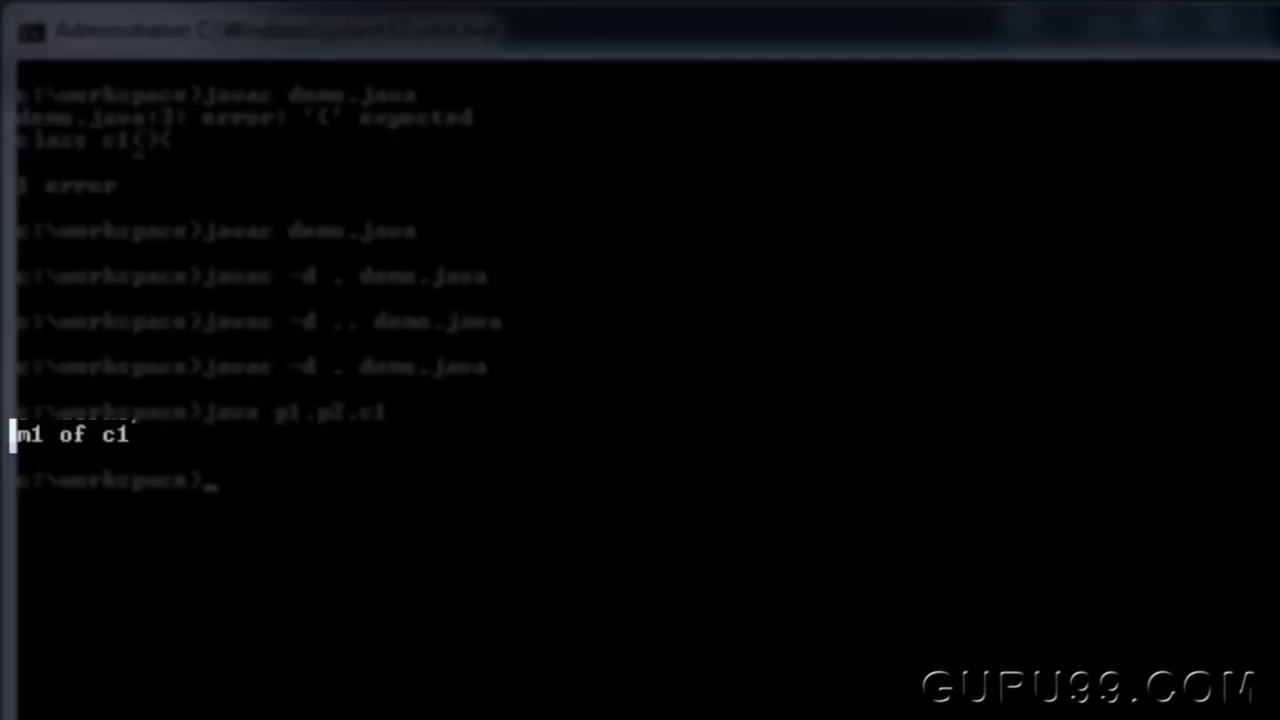 Administrator: C:\Windows\system32\cmd.exe
c:\workspace>javac demo.java
demo.java:3: error: '{' expected
class c1(){
^
1 error
c:\workspace>javac demo.java
c:\workspace>javac -d . demo.java
c:\workspace>javac -d .. demo.java
c:\workspace>javac -d . demo.java
c:\workspace>java p1.p2.c1
m1 of c1
c:\workspace>_
GURU99.COM